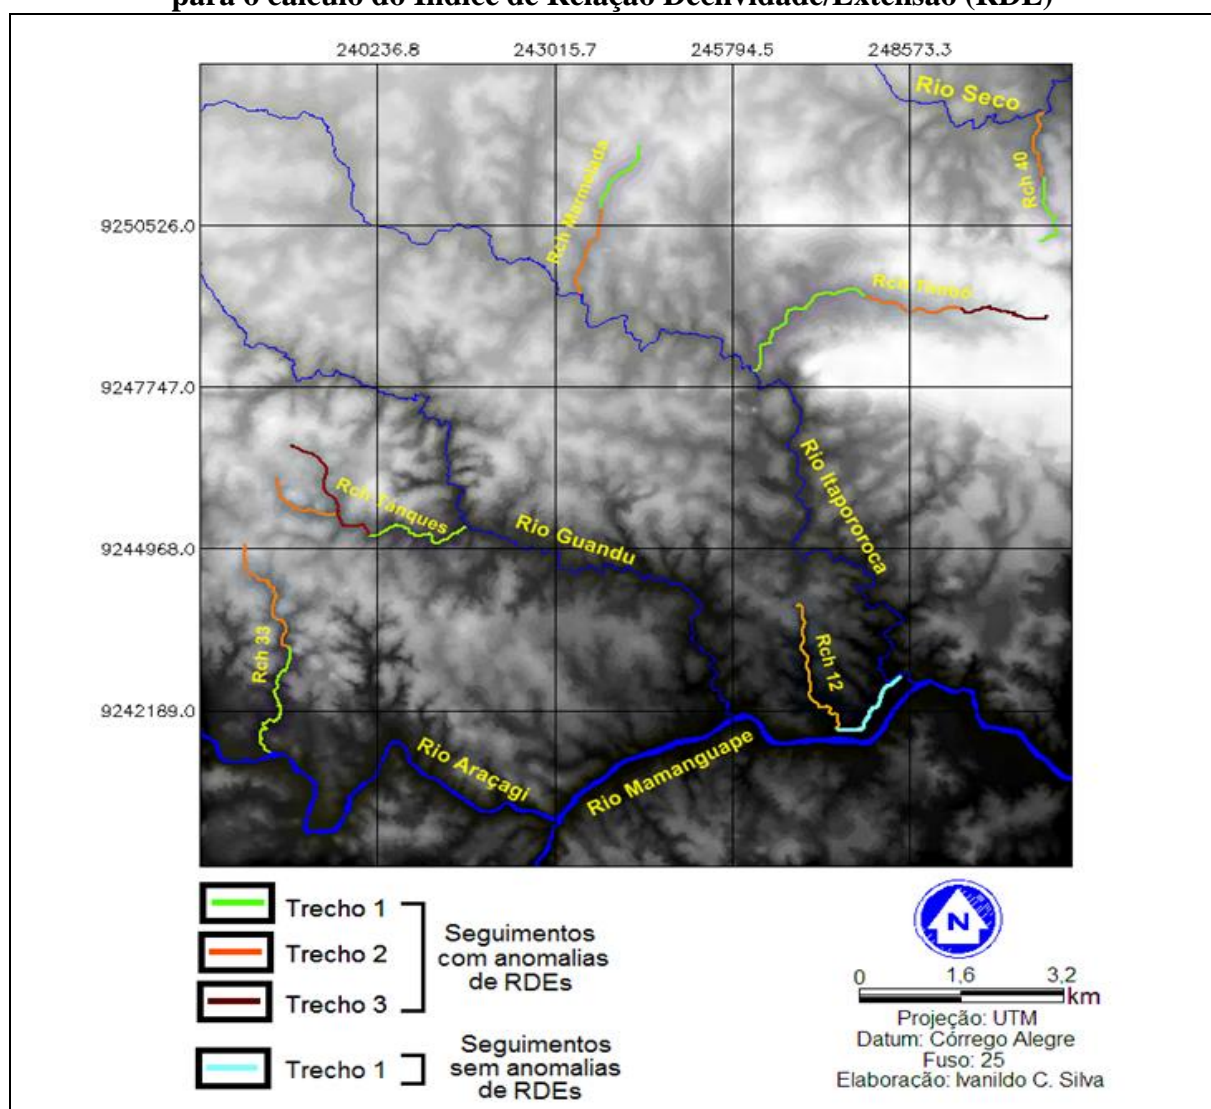 para o cálculo do Índice de Relação Declividade/Extensão (RDE)
240236.8 243015.7 245794.5 248573.3
Rio Seco
Rch 40
Rch Marmelada
9250526.0
Rch Timbó
9247747.0
Rio Itapororoca
Rch Tanques
Rio Guandu
9244968.0
Rch 33
Rch 12
9242189.0
Rio Araçagi
Rio Mamanguape
Trecho 1
Trecho 2
Trecho 3
Seguimentos
com anomalias
de RDEs
Trecho 1
Seguimentos
sem anomalias
de RDEs
N
0 1,6 3,2
km
Projeção: UTM
Datum: Córrego Alegre
Fuso: 25
Elaboração: Ivanildo C. Silva